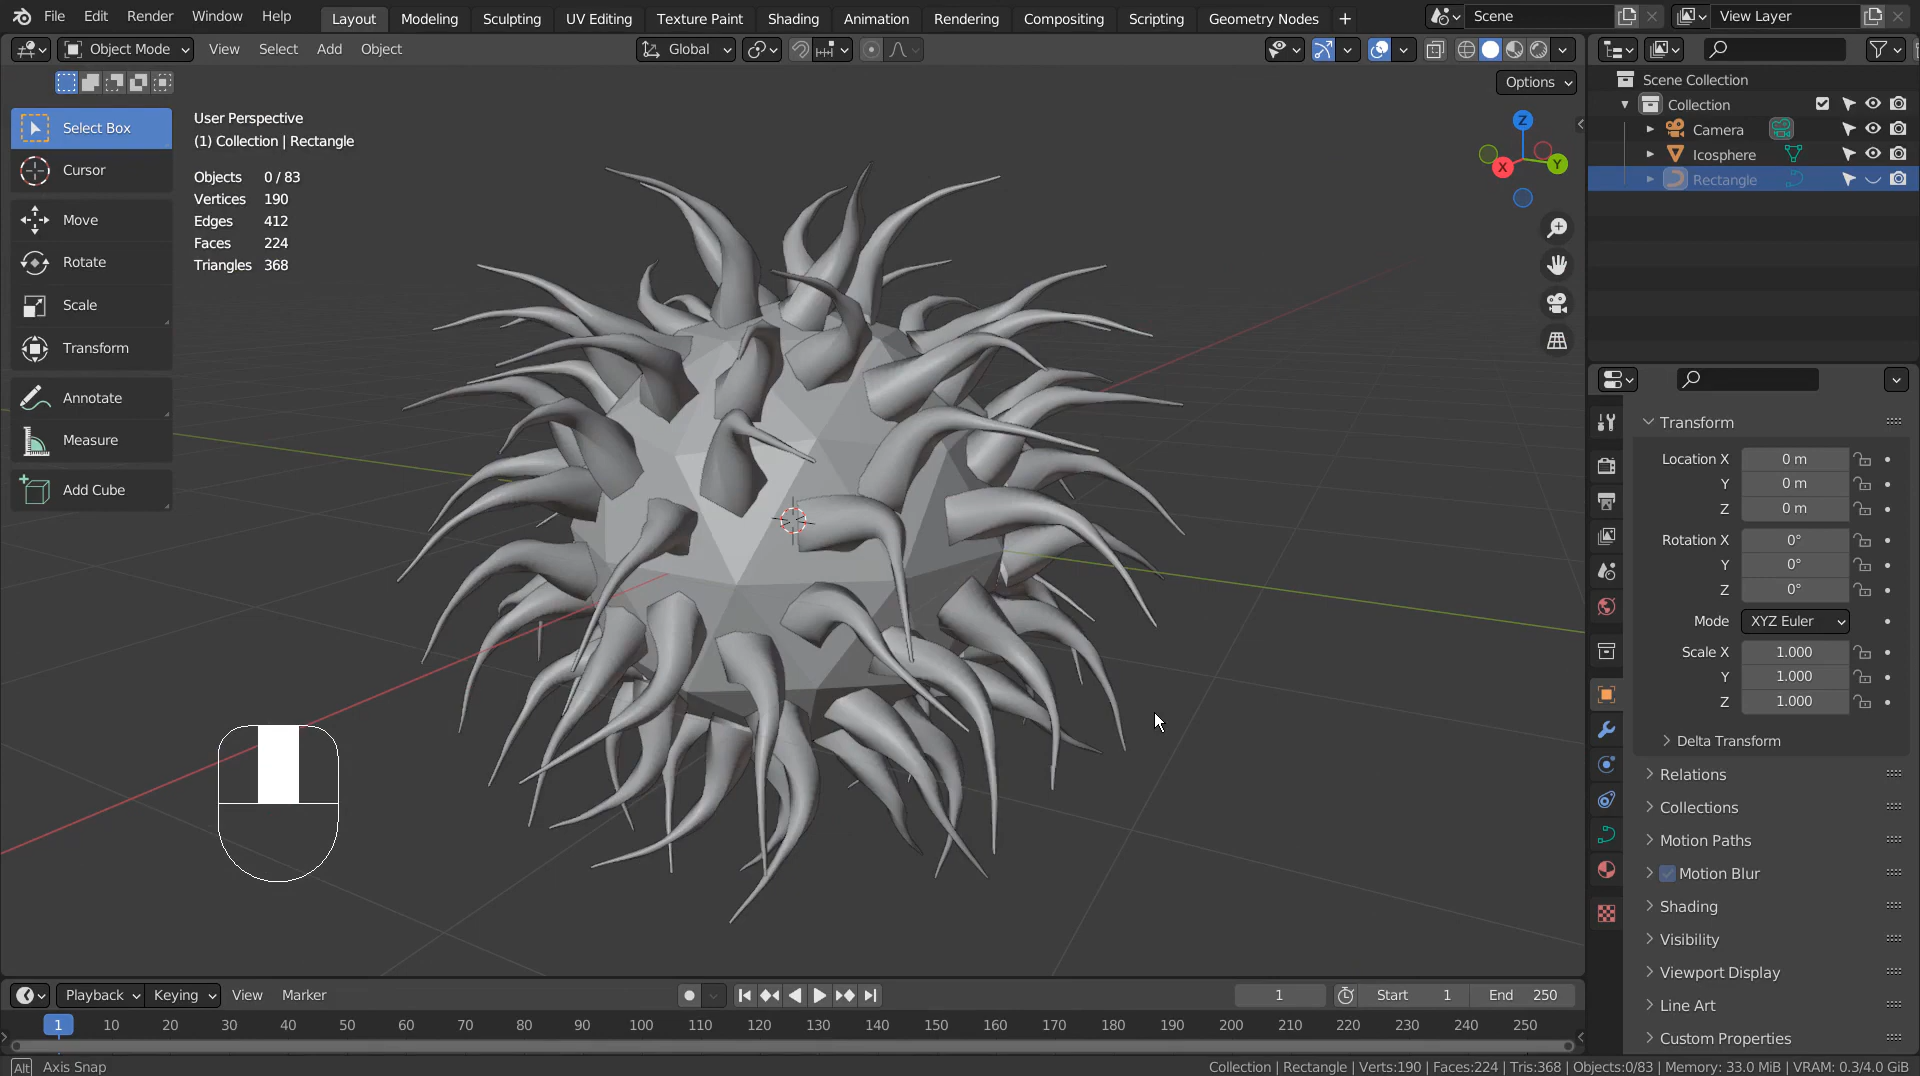 File Edit Render Window Help Layout Modeling Sculpting UV Editing Texture Paint Shading Animation Rendering Compositing Scripting Geometry Nodes + Scene View Layer
Object Mode View Select Add Object Global
Options
Select Box
Cursor
Move
Rotate
Scale
Transform
Annotate
Measure
Add Cube
User Perspective
(1) Collection | Rectangle
Objects 0 / 83
Vertices 190
Edges 412
Faces 224
Triangles 368
Z
X
Y
Scene Collection
Collection
Camera
Icosphere
Rectangle
Transform
Location X 0 m
Y 0 m
Z 0 m
Rotation X 0°
Y 0°
Z 0°
Mode XYZ Euler
Scale X 1.000
Y 1.000
Z 1.000
Delta Transform
Relations
Collections
Motion Paths
Motion Blur
Shading
Visibility
Viewport Display
Line Art
Custom Properties
Playback Keying View Marker 1 Start 1 End 250
1 10 20 30 40 50 60 70 80 90 100 110 120 130 140 150 160 170 180 190 200 210 220 230 240 250
Alt Axis Snap Collection | Rectangle | Verts:190 | Faces:224 | Tris:368 | Objects:0/83 | Memory: 33.0 MiB | VRAM: 0.3/4.0 GiB